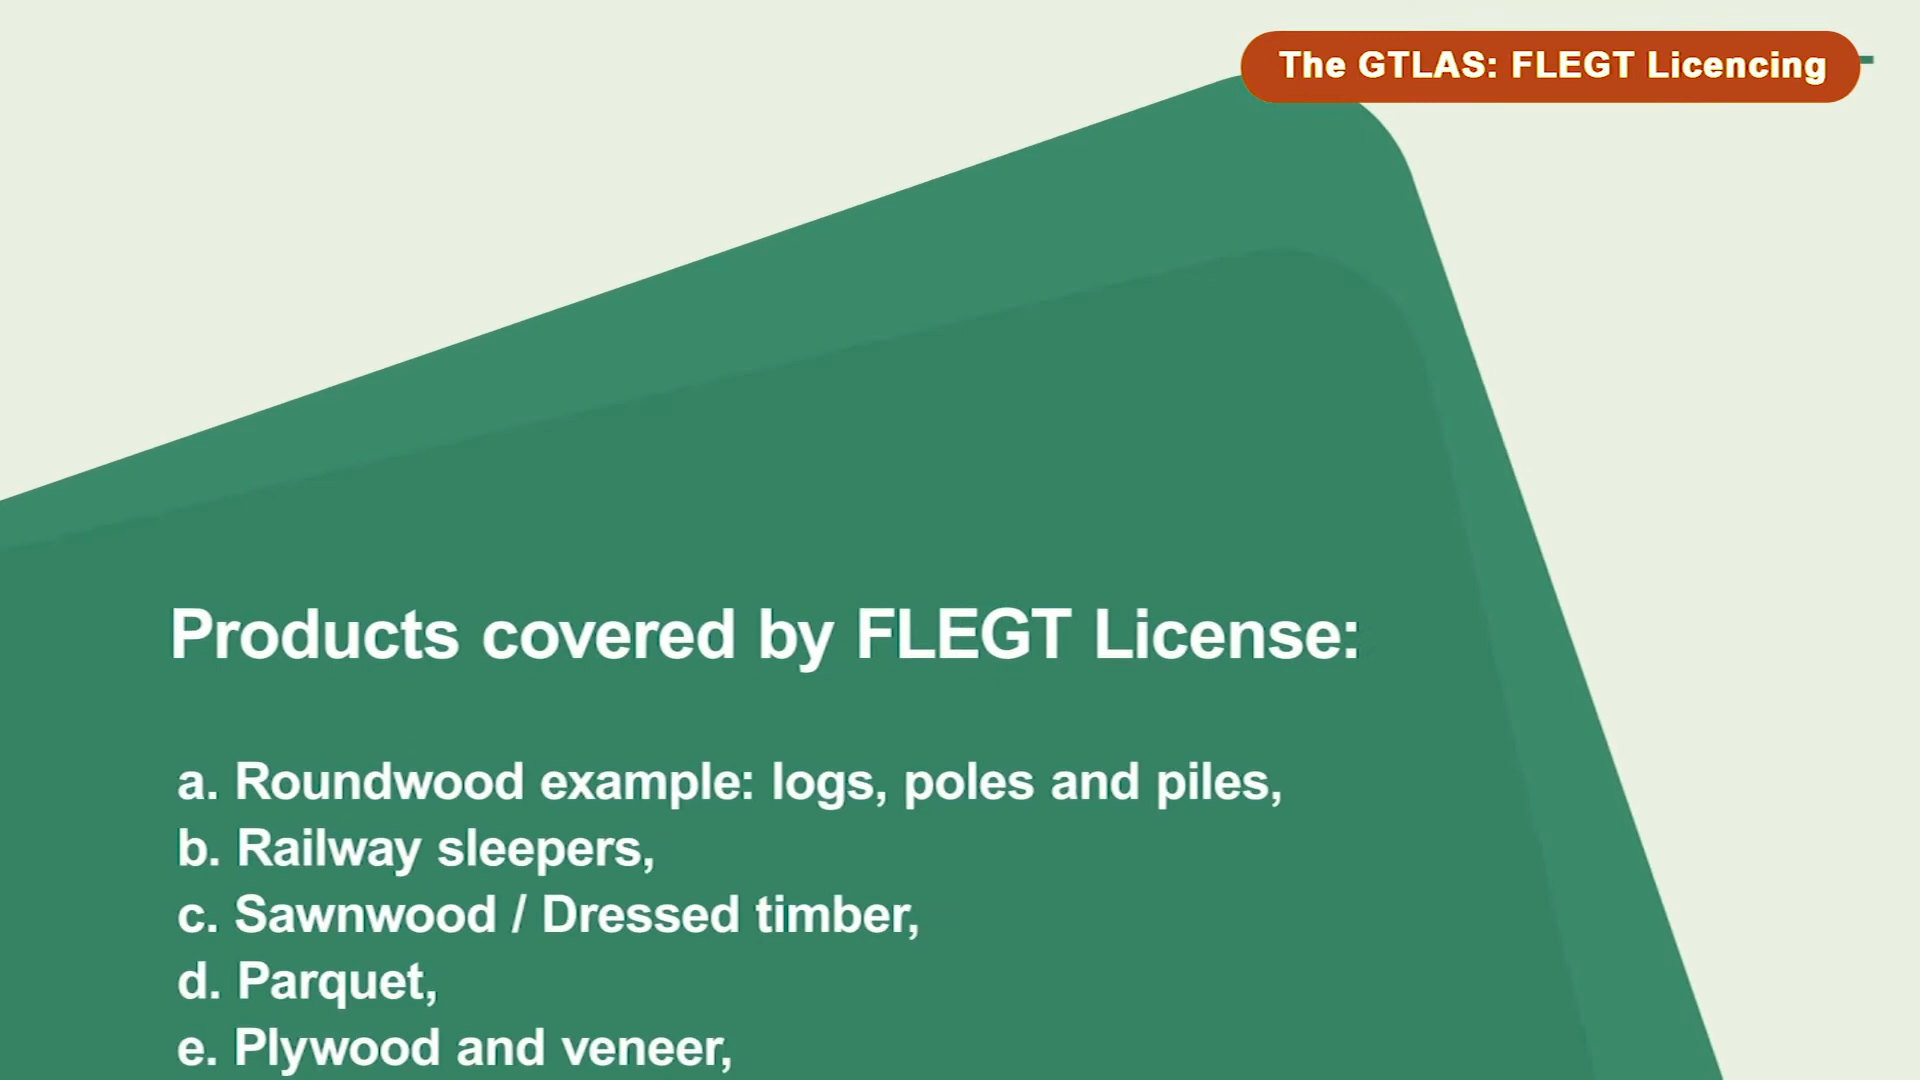 The GTLAS: FLEGT Licencing
Products covered by FLEGT License:
a. Roundwood example: logs, poles and piles,
b. Railway sleepers,
c. Sawnwood / Dressed timber,
d. Parquet,
e. Plywood and veneer,